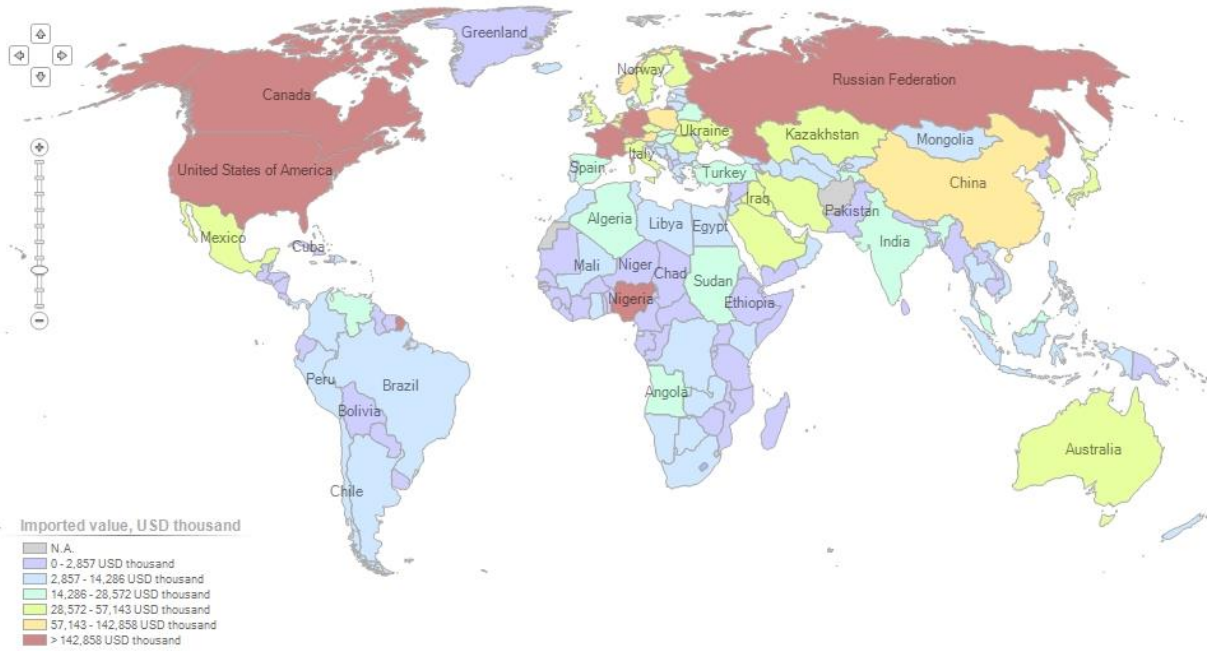 Greenland
Norway
Russian Federation
Canada
Ukraine
Kazakhstan
Mongolia
Italy
United States of America
Spain
Turkey
China
Iraq
Pakistan
Algeria
Libya
Egypt
Mexico
Cuba
India
Mali
Niger
Chad
Sudan
Nigeria
Ethiopia
Peru
Brazil
Angola
Bolivia
Australia
Chile
Imported value, USD thousand
N.A.
0 - 2,857 USD thousand
2,857 - 14,286 USD thousand
14,286 - 28,572 USD thousand
28,572 - 57,143 USD thousand
57,143 - 142,858 USD thousand
> 142,858 USD thousand